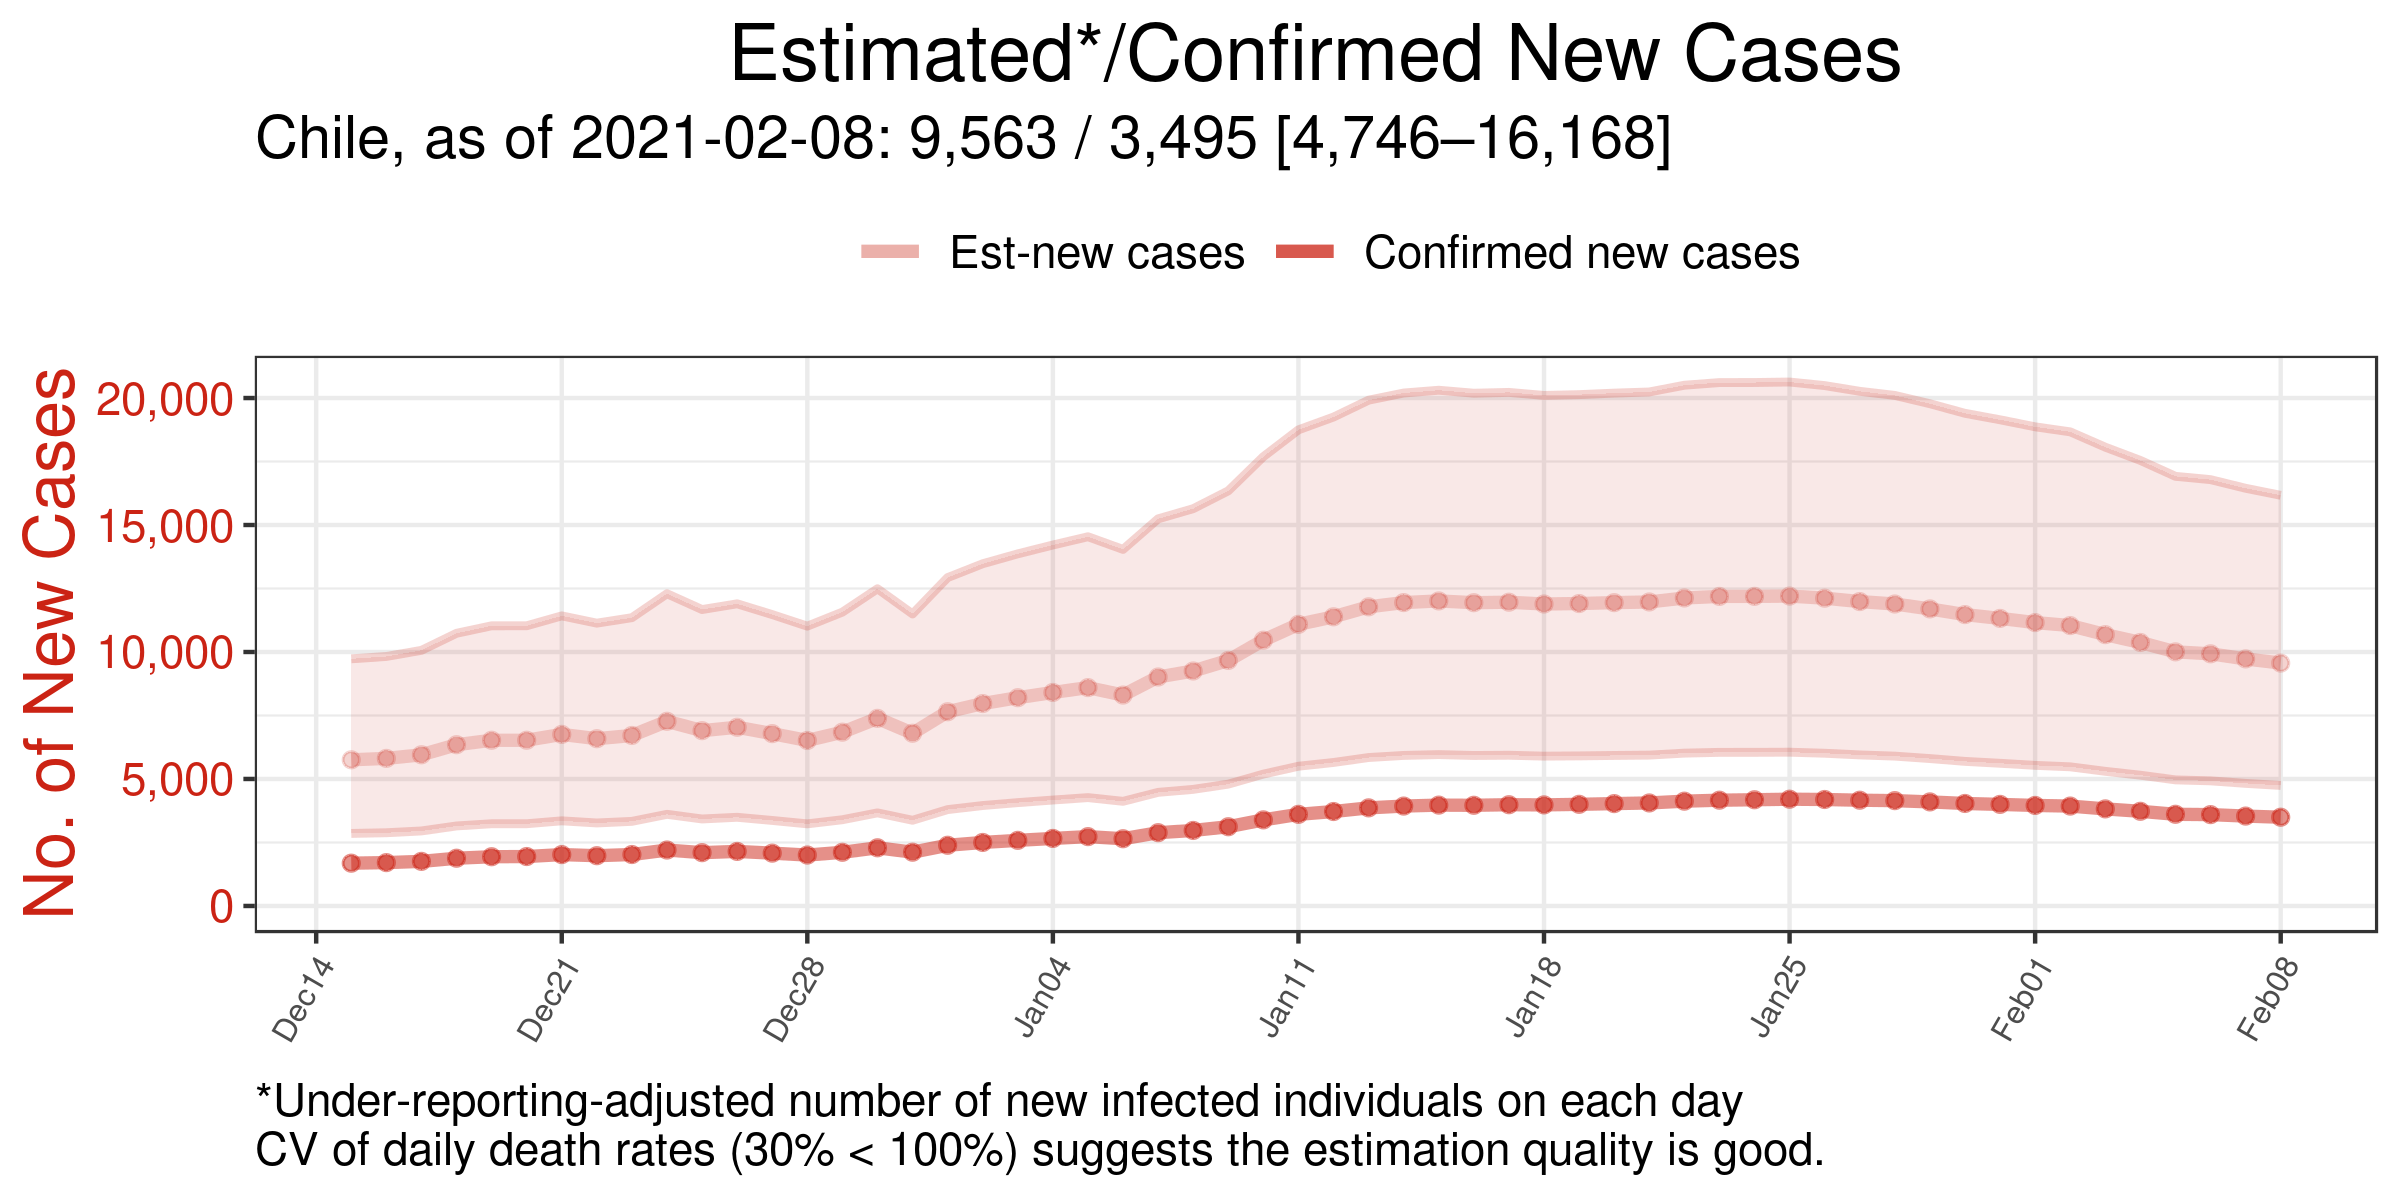 Estimated*/Confirmed New Cases
Chile, as of 2021-02-08: 9,563 / 3,495 [4,746–16,168]
Est-new cases
Confirmed new cases
No. of New Cases
20,000
15,000
10,000
5,000
0
Dec14
Dec21
Dec28
Jan04
Jan11
Jan18
Jan25
Feb01
Feb08
*Under-reporting-adjusted number of new infected individuals on each day
CV of daily death rates (30% < 100%) suggests the estimation quality is good.